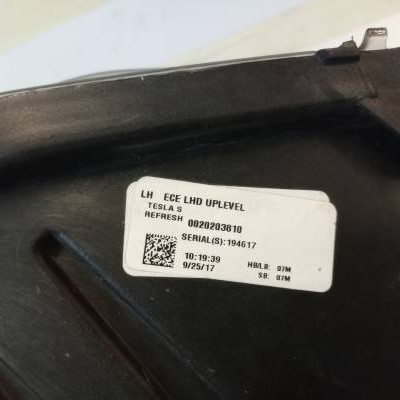 LH ECE LHD UPLEVEL
TESLA S
REFRESH 0020203810
SERIAL(S):194617
10:19:39 HB/LB: 07M
9/25/17 SB: 07M